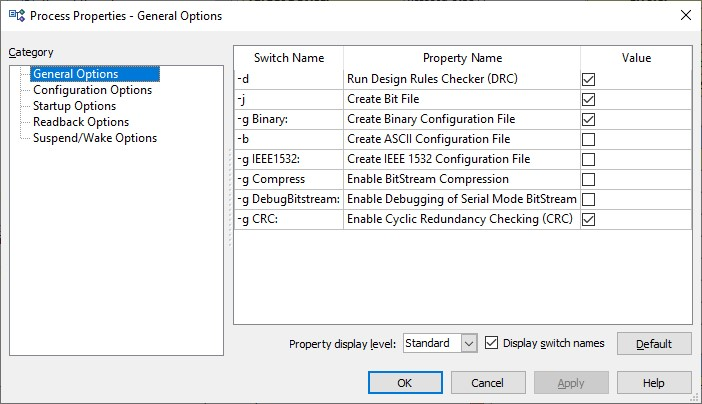 Process Properties - General Options
Category
General Options
Configuration Options
Startup Options
Readback Options
Suspend/Wake Options
Switch Name Property Name Value
-d Run Design Rules Checker (DRC)
-j Create Bit File
-g Binary: Create Binary Configuration File
-b Create ASCII Configuration File
-g IEEE1532: Create IEEE 1532 Configuration File
-g Compress Enable BitStream Compression
-g DebugBitstream: Enable Debugging of Serial Mode BitStream
-g CRC: Enable Cyclic Redundancy Checking (CRC)
Property display level: Standard Display switch names Default
OK Cancel Apply Help